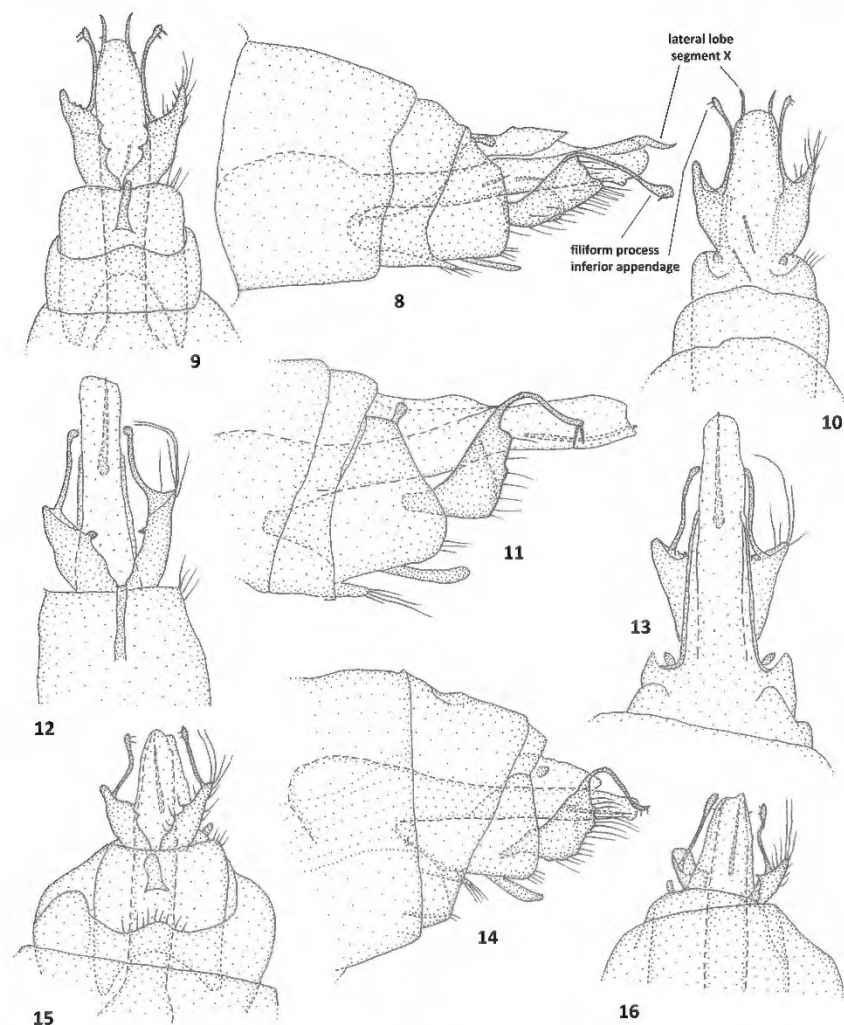 lateral lobe
segment X
filiform process
inferior appendage
8
9
10
11
12
13
14
15
16